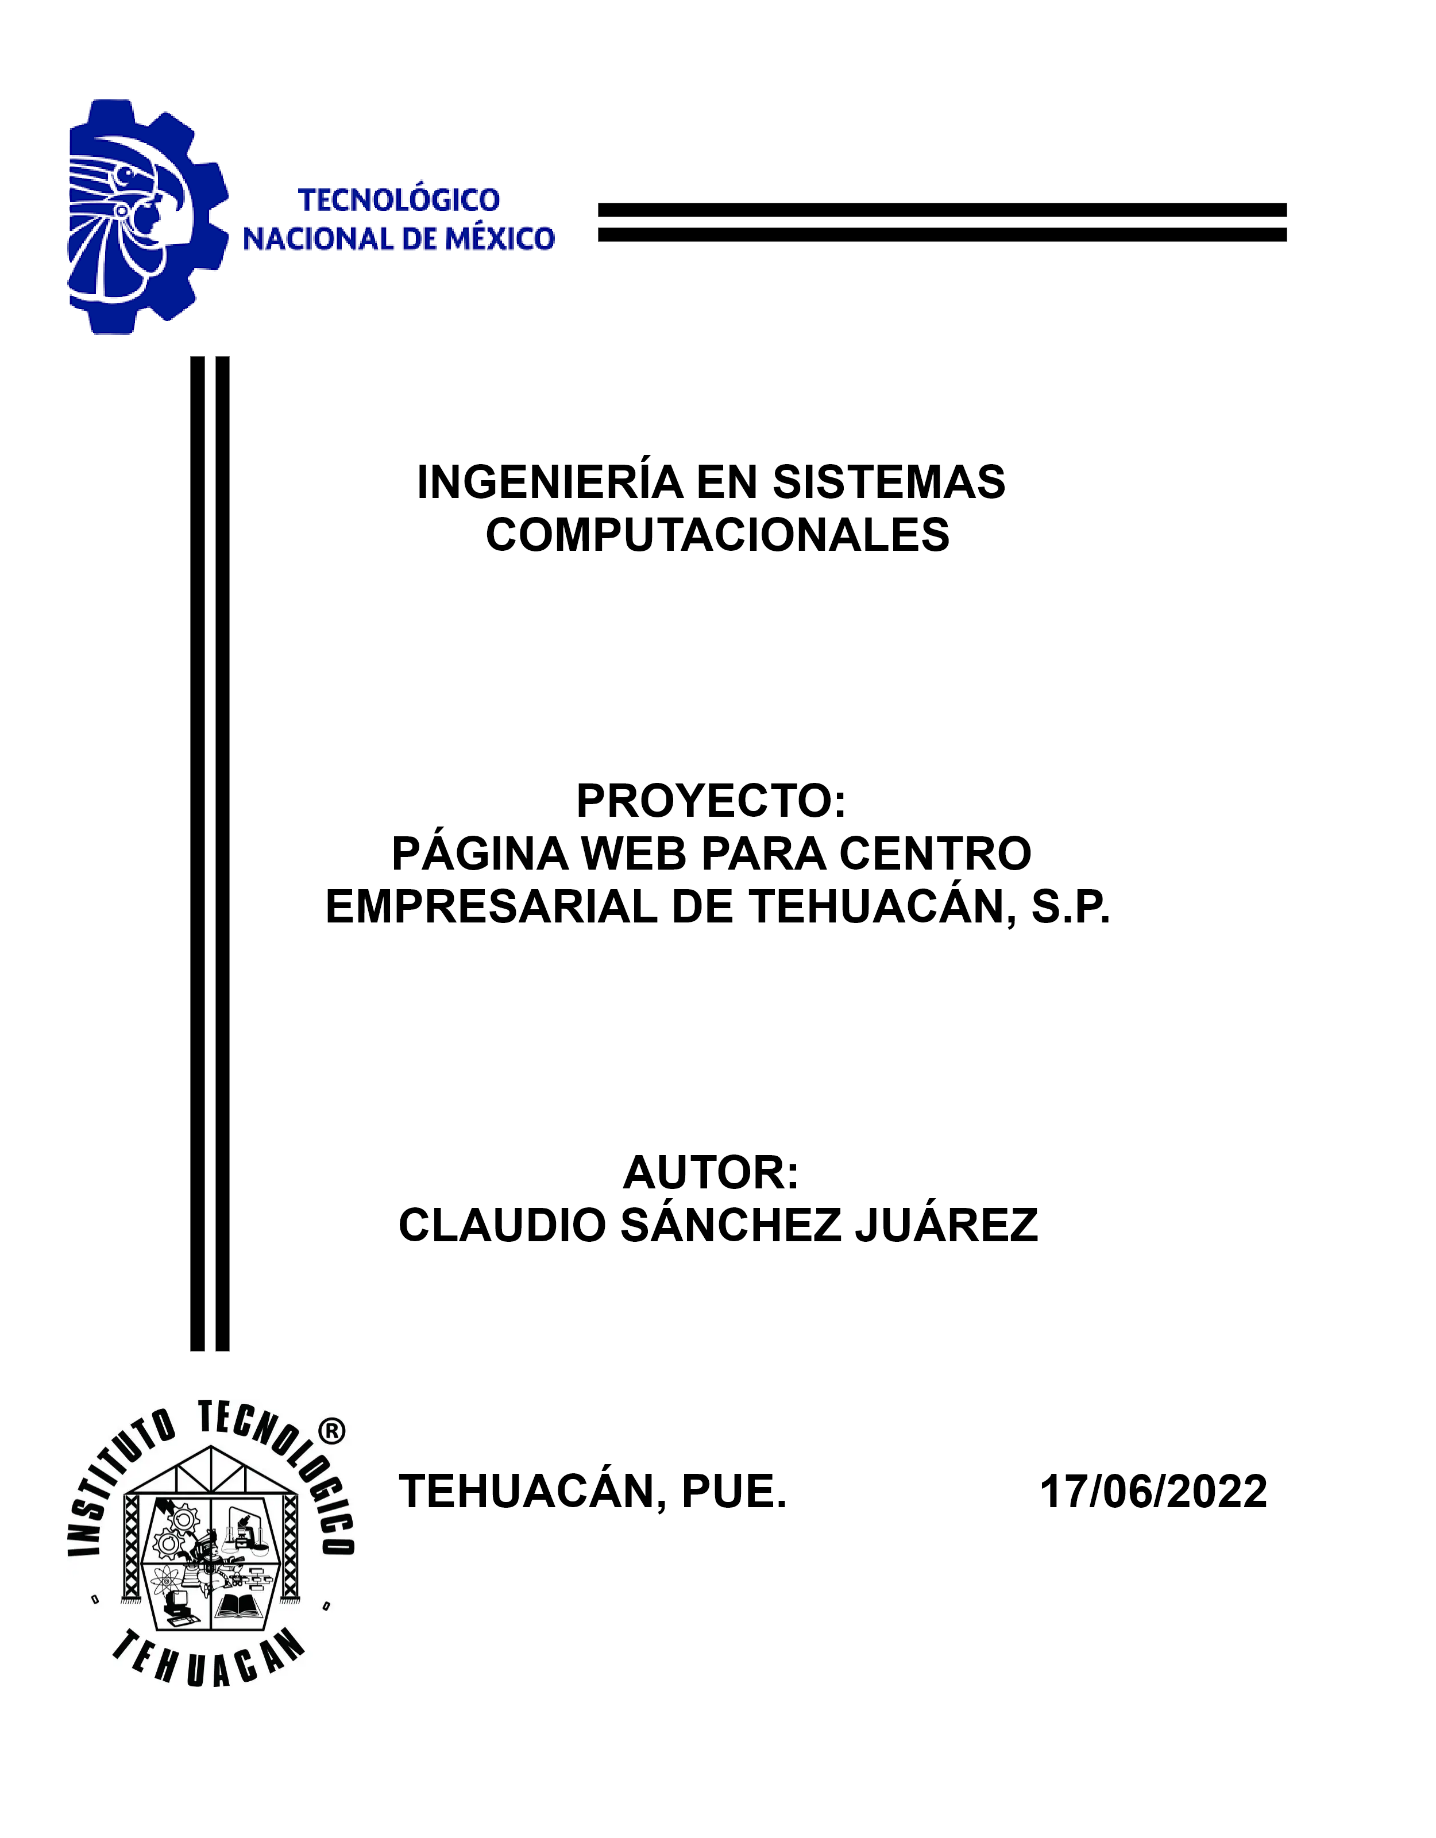 TECNOLÓGICO
NACIONAL DE MÉXICO
INGENIERÍA EN SISTEMAS
COMPUTACIONALES
PROYECTO:
PÁGINA WEB PARA CENTRO
EMPRESARIAL DE TEHUACÁN, S.P.
AUTOR:
CLAUDIO SÁNCHEZ JUÁREZ
INSTITUTO TECNOLOGICO ®
TEHUACAN
TEHUACÁN, PUE. 17/06/2022